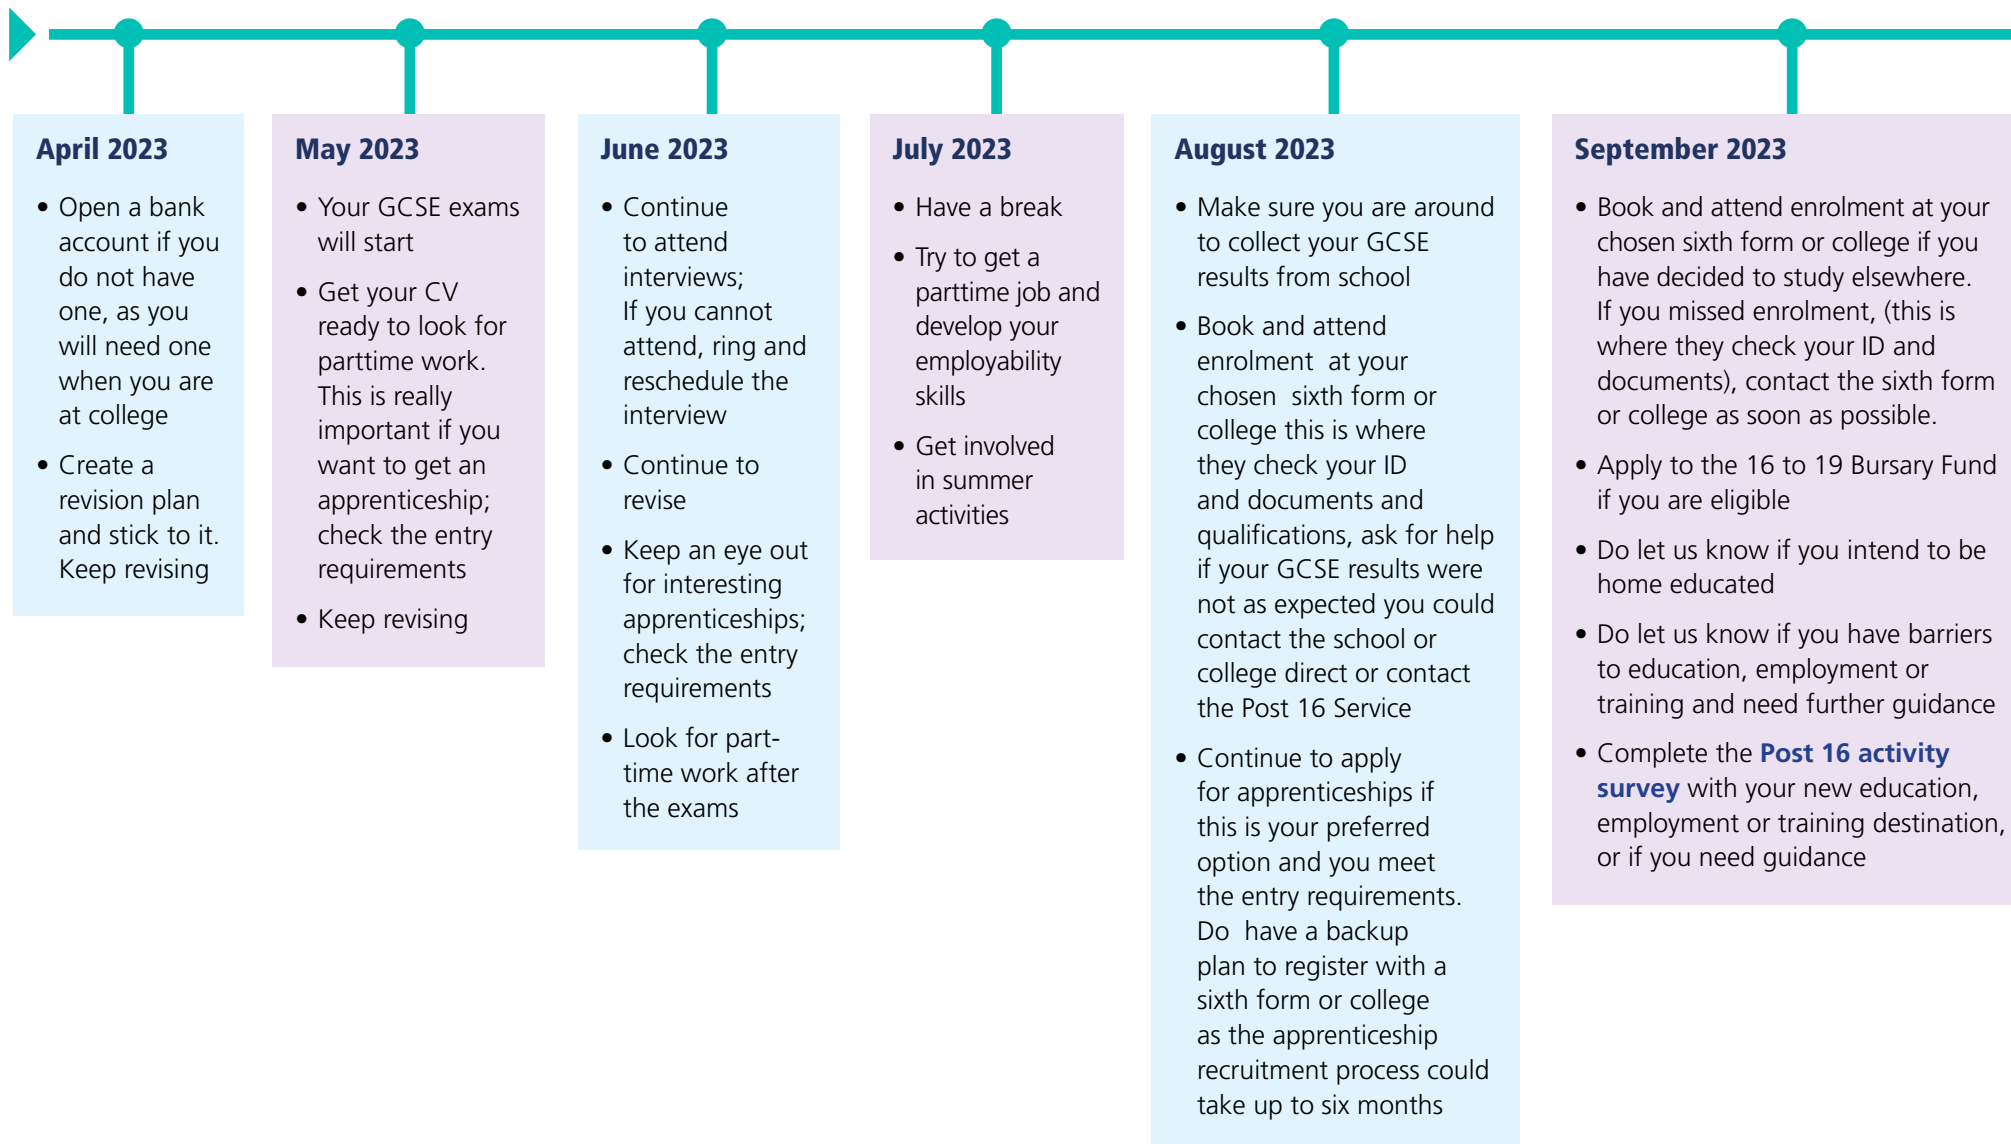 April 2023
• Open a bank
account if you
do not have
one, as you
will need one
when you are
at college
• Create a
revision plan
and stick to it.
Keep revising
May 2023
• Your GCSE exams
will start
• Get your CV
ready to look for
parttime work.
This is really
important if you
want to get an
apprenticeship;
check the entry
requirements
• Keep revising
June 2023
• Continue
to attend
interviews;
If you cannot
attend, ring and
reschedule the
interview
• Continue to
revise
• Keep an eye out
for interesting
apprenticeships;
check the entry
requirements
• Look for part-
time work after
the exams
July 2023
• Have a break
• Try to get a
parttime job and
develop your
employability
skills
• Get involved
in summer
activities
August 2023
• Make sure you are around
to collect your GCSE
results from school
• Book and attend
enrolment  at your
chosen  sixth form or
college this is where
they check your ID
and documents and
qualifications, ask for help
if your GCSE results were
not as expected you could
contact the school or
college direct or contact
the Post 16 Service
• Continue to apply
for apprenticeships if
this is your preferred
option and you meet
the entry requirements.
Do  have a backup
plan to register with a
sixth form or college
as the apprenticeship
recruitment process could
take up to six months
September 2023
• Book and attend enrolment at your
chosen sixth form or college if you
have decided to study elsewhere.
If you missed enrolment, (this is
where they check your ID and
documents), contact the sixth form
or college as soon as possible.
• Apply to the 16 to 19 Bursary Fund
if you are eligible
• Do let us know if you intend to be
home educated
• Do let us know if you have barriers
to education, employment or
training and need further guidance
• Complete the Post 16 activity
survey with your new education,
employment or training destination,
or if you need guidance